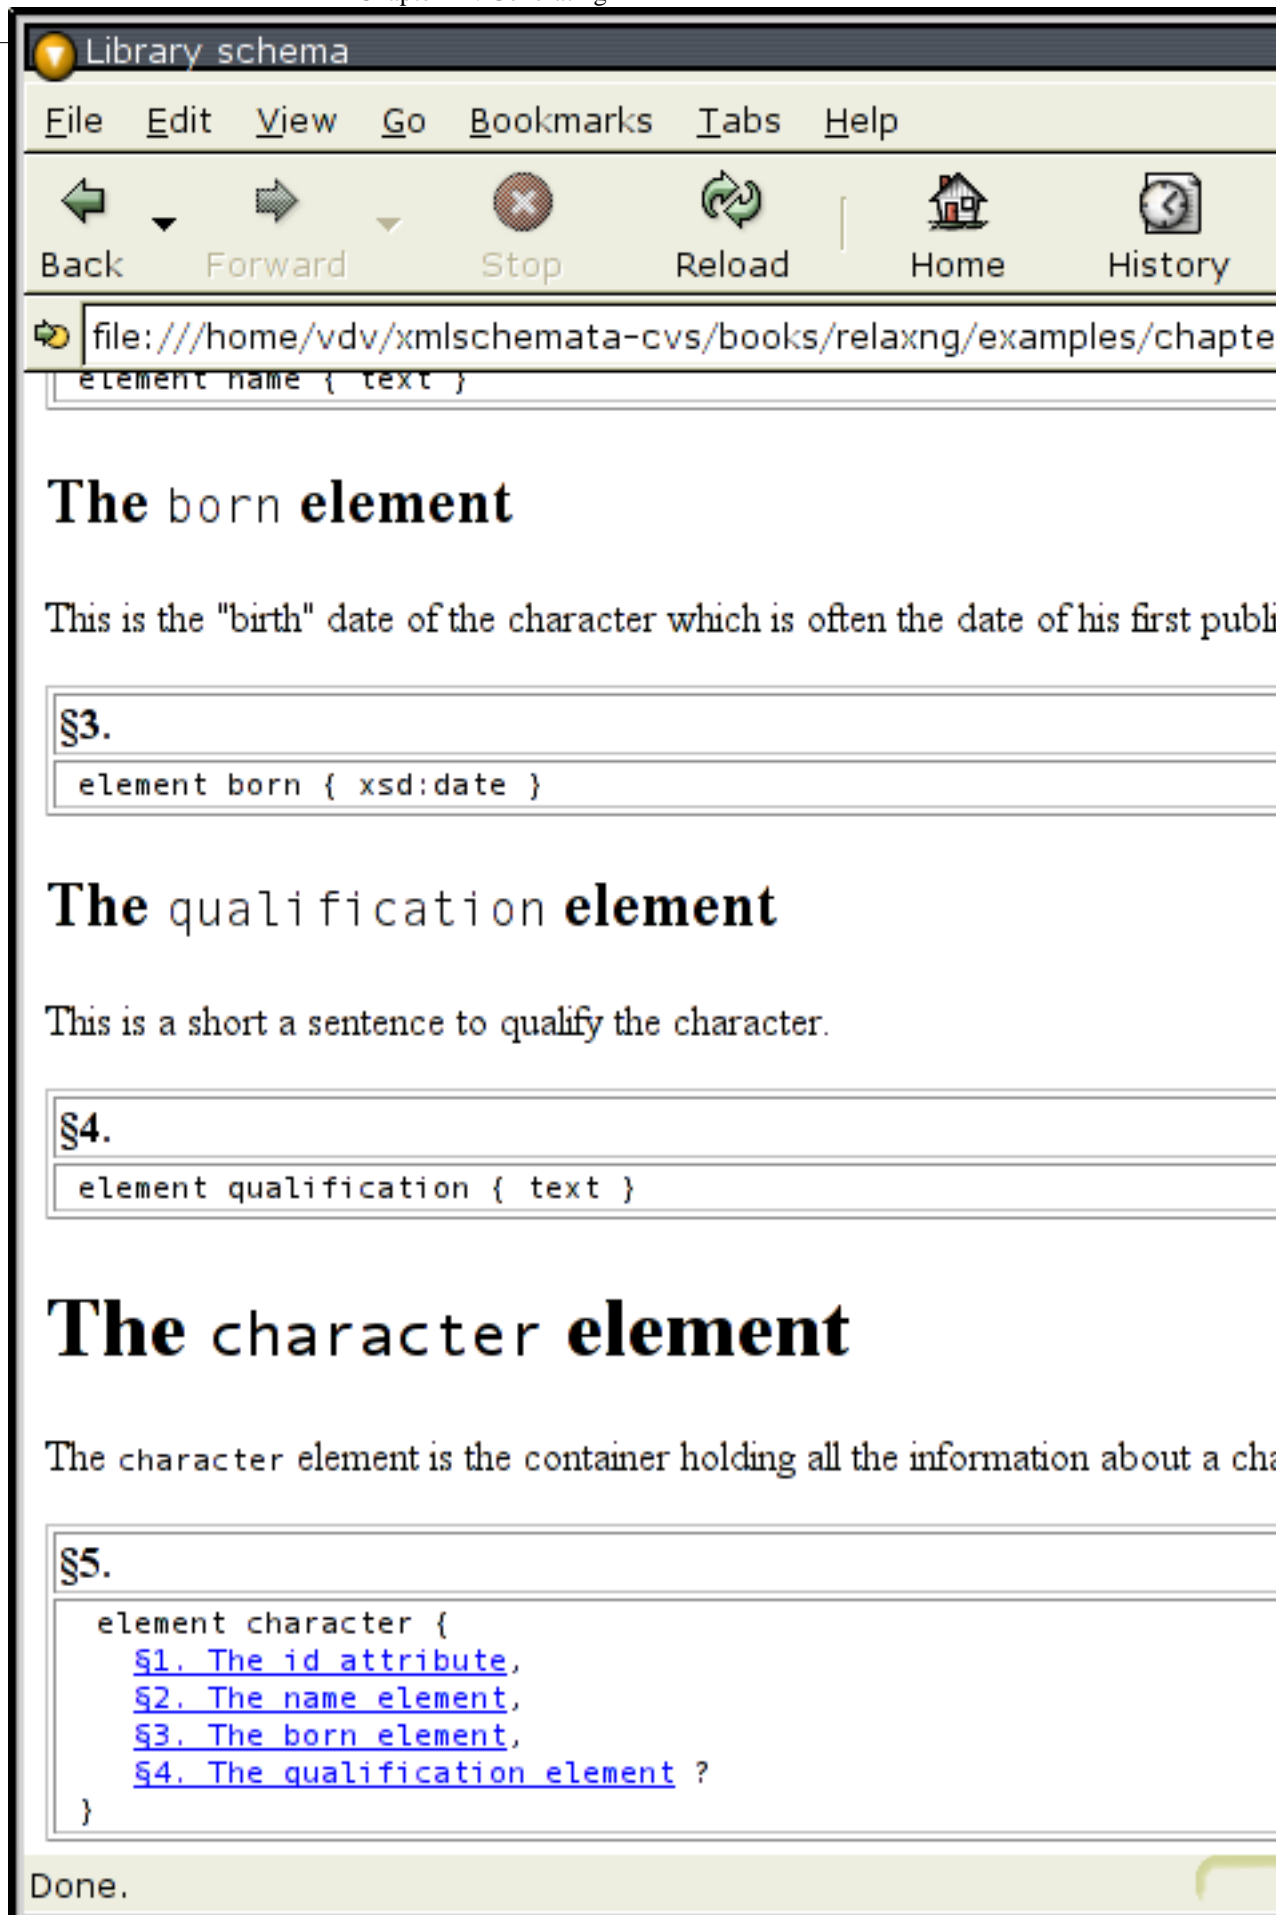 Library schema
File Edit View Go Bookmarks Tabs Help
Back Forward Stop Reload Home History
file:///home/vdv/xmlschemata-cvs/books/relaxng/examples/chapte
element name { text }
The born element
This is the "birth" date of the character which is often the date of his first publi
§3.
element born { xsd:date }
The qualification element
This is a short a sentence to qualify the character.
§4.
element qualification { text }
The character element
The character element is the container holding all the information about a cha
§5.
element character {
§1. The id attribute,
§2. The name element,
§3. The born element,
§4. The qualification element ?
}
Done.